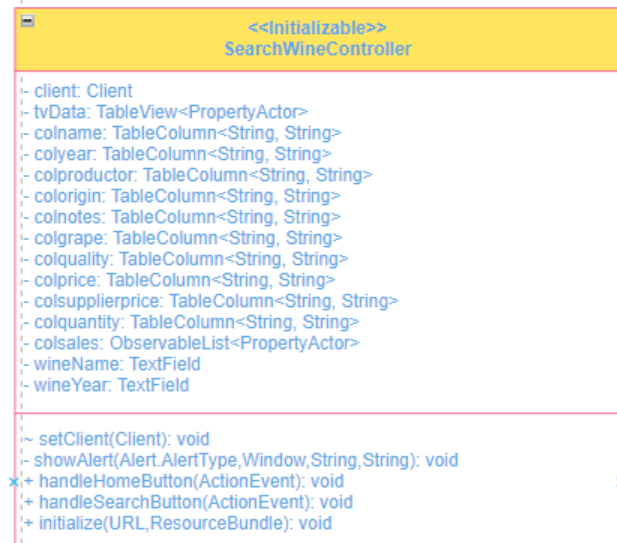 <<Initializable>>
SearchWineController
- client: Client
- tvData: TableView<PropertyActor>
- colname: TableColumn<String, String>
- colyear: TableColumn<String, String>
- colproductor: TableColumn<String, String>
- colorigin: TableColumn<String, String>
- colnotes: TableColumn<String, String>
- colgrape: TableColumn<String, String>
- colquality: TableColumn<String, String>
- colprice: TableColumn<String, String>
- colsupplierprice: TableColumn<String, String>
- colquantity: TableColumn<String, String>
- colsales: ObservableList<PropertyActor>
- wineName: TextField
- wineYear: TextField
~ setClient(Client): void
- showAlert(Alert.AlertType,Window,String,String): void
+ handleHomeButton(ActionEvent): void
+ handleSearchButton(ActionEvent): void
+ initialize(URL,ResourceBundle): void